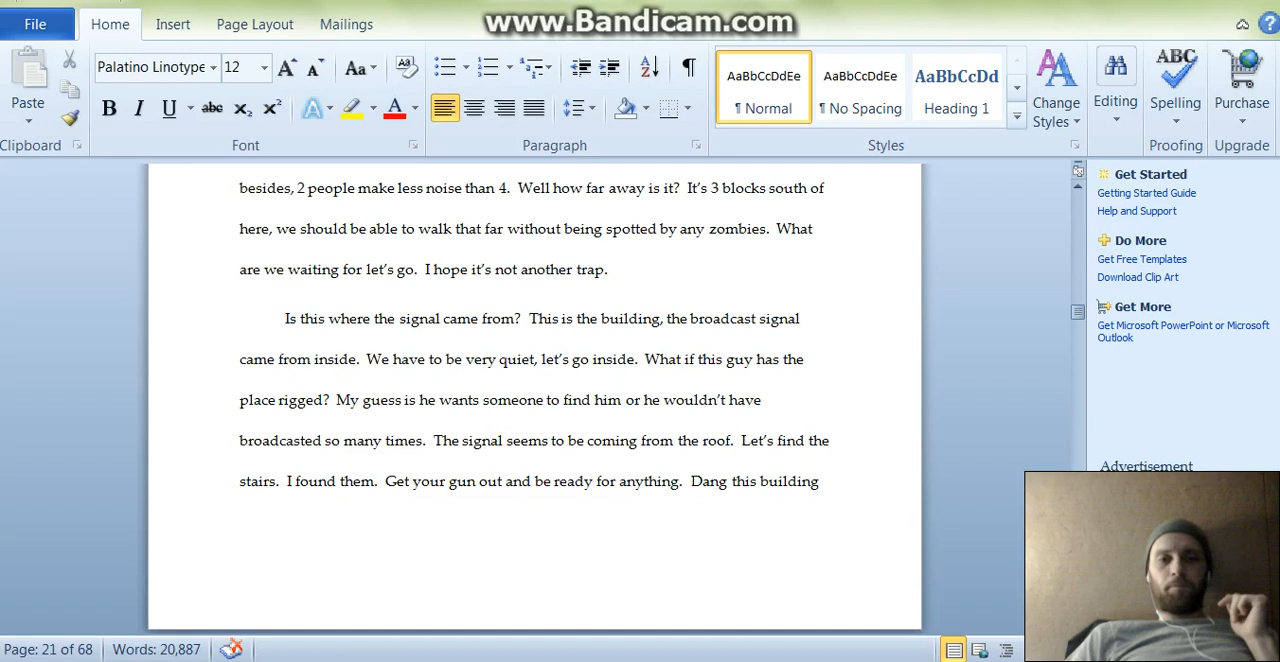 www.Bandicam.com
File Home Insert Page Layout Mailings
Paste
Palatino Linotype 12
Aa
B I U abc X₂ X² A A
AaBbCcDdEe AaBbCcDdEe AaBbCcDd
¶ Normal ¶ No Spacing Heading 1
Change Styles
Editing
ABC
Spelling
Purchase
Clipboard Font Paragraph Styles Proofing Upgrade
besides, 2 people make less noise than 4. Well how far away is it? It's 3 blocks south of
here, we should be able to walk that far without being spotted by any zombies. What
are we waiting for let's go. I hope it's not another trap.
Is this where the signal came from? This is the building, the broadcast signal
came from inside. We have to be very quiet, let's go inside. What if this guy has the
place rigged? My guess is he wants someone to find him or he wouldn't have
broadcasted so many times. The signal seems to be coming from the roof. Let's find the
stairs. I found them. Get your gun out and be ready for anything. Dang this building
Get Started
Getting Started Guide
Help and Support
Do More
Get Free Templates
Download Clip Art
Get More
Get Microsoft PowerPoint or Microsoft
Outlook
Advertisement
Page: 21 of 68 Words: 20,887